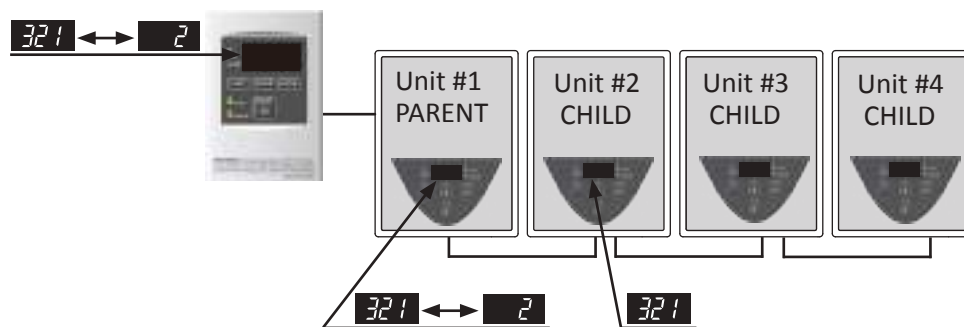 321 2
Unit #1
PARENT
Unit #2
CHILD
Unit #3
CHILD
Unit #4
CHILD
321 2
321